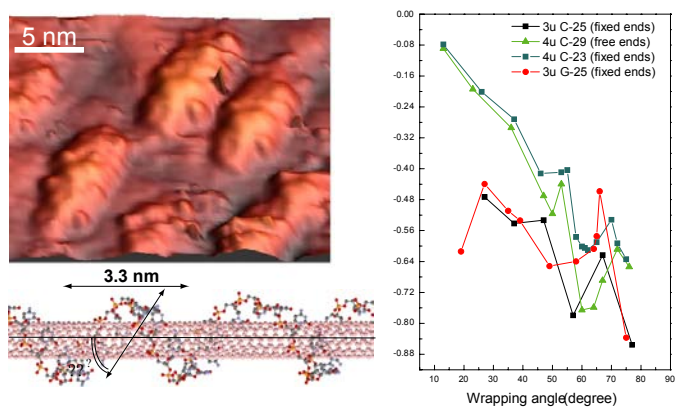 5 nm
3.3 nm
3u C-25 (fixed ends)
4u C-29 (free ends)
4u C-23 (fixed ends)
3u G-25 (fixed ends)
0.00
-0.08
-0.16
-0.24
-0.32
-0.40
-0.48
-0.56
-0.64
-0.72
-0.80
-0.88
10 20 30 40 50 60 70 80 90
Wrapping angle(degree)